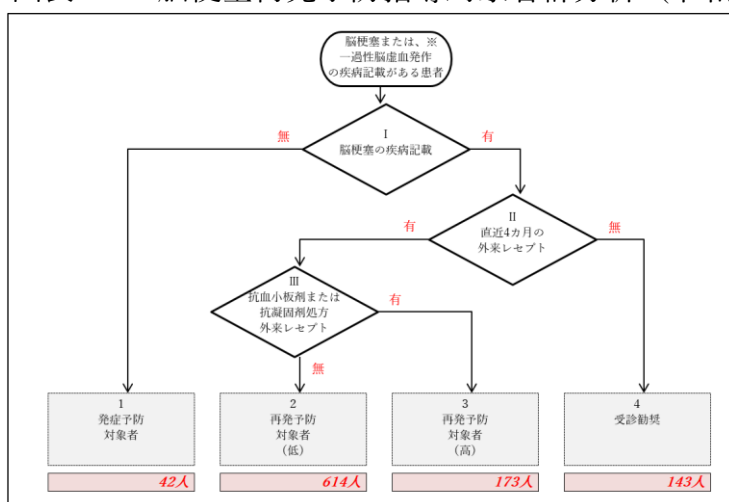 脳梗塞または、※
一過性脳虚血発作
の疾病記載がある患者
Ⅰ
脳梗塞の疾病記載
無
有
Ⅱ
直近4カ月の
外来レセプト
有
無
Ⅲ
抗血小板剤または
抗凝固剤処方
外来レセプト
有
無
1
発症予防
対象者
2
再発予防
対象者
(低)
3
再発予防
対象者
(高)
4
受診勧奨
42人
614人
173人
143人